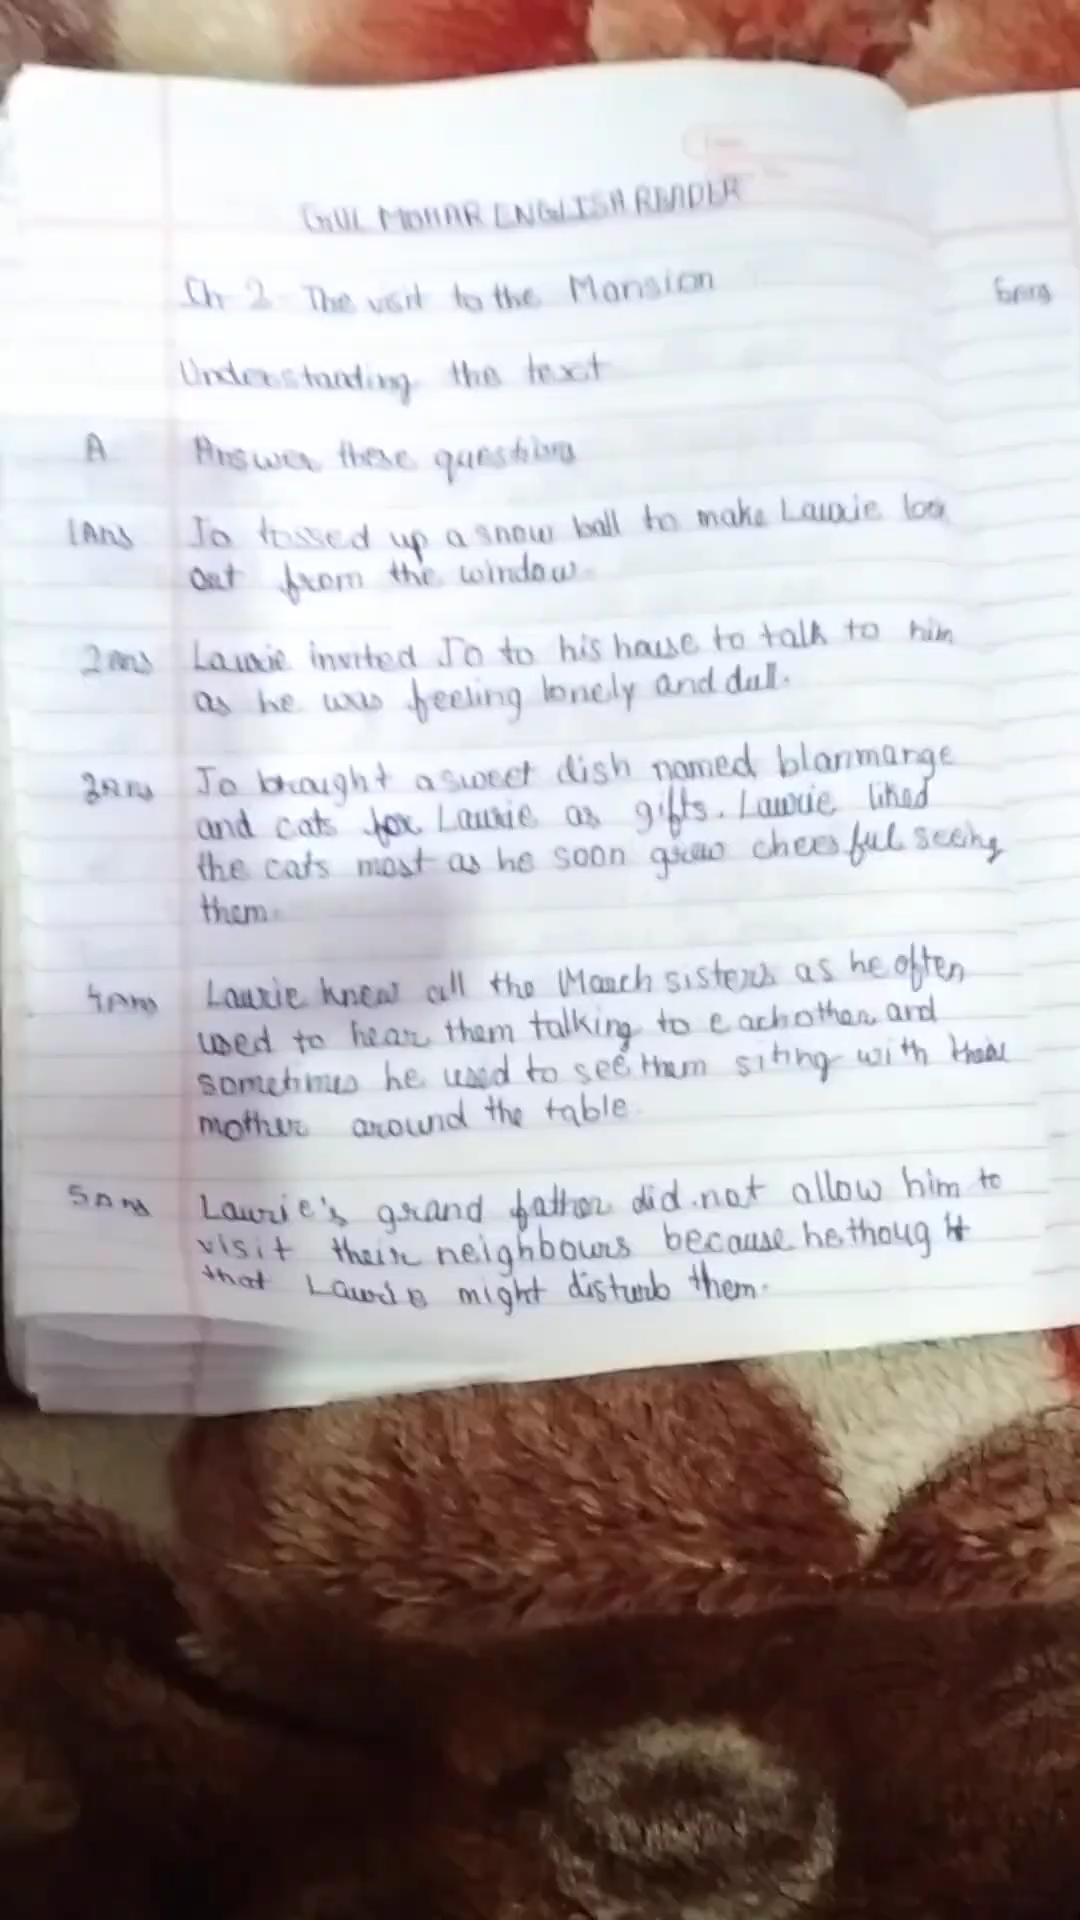 GUL MOHAR ENGLISH READER
Ch 2 The visit to the Mansion
Understanding the text
A Answer these questions
1Ans Jo tossed up a snow ball to make Laurie look
out from the window.
2Ans Laurie invited Jo to his house to talk to him
as he was feeling lonely and dull.
3Ans Jo brought a sweet dish named blanmange
and cats for Laurie as gifts. Laurie liked
the cats most as he soon grew cheerful seeing
them.
4Ans Laurie knew all the March sisters as he often
used to hear them talking to eachother and
sometimes he used to see them siting with their
mother around the table.
5Ans Laurie's grand father did not allow him to
visit their neighbours because he thought
that Laurie might disturb them.
6ans